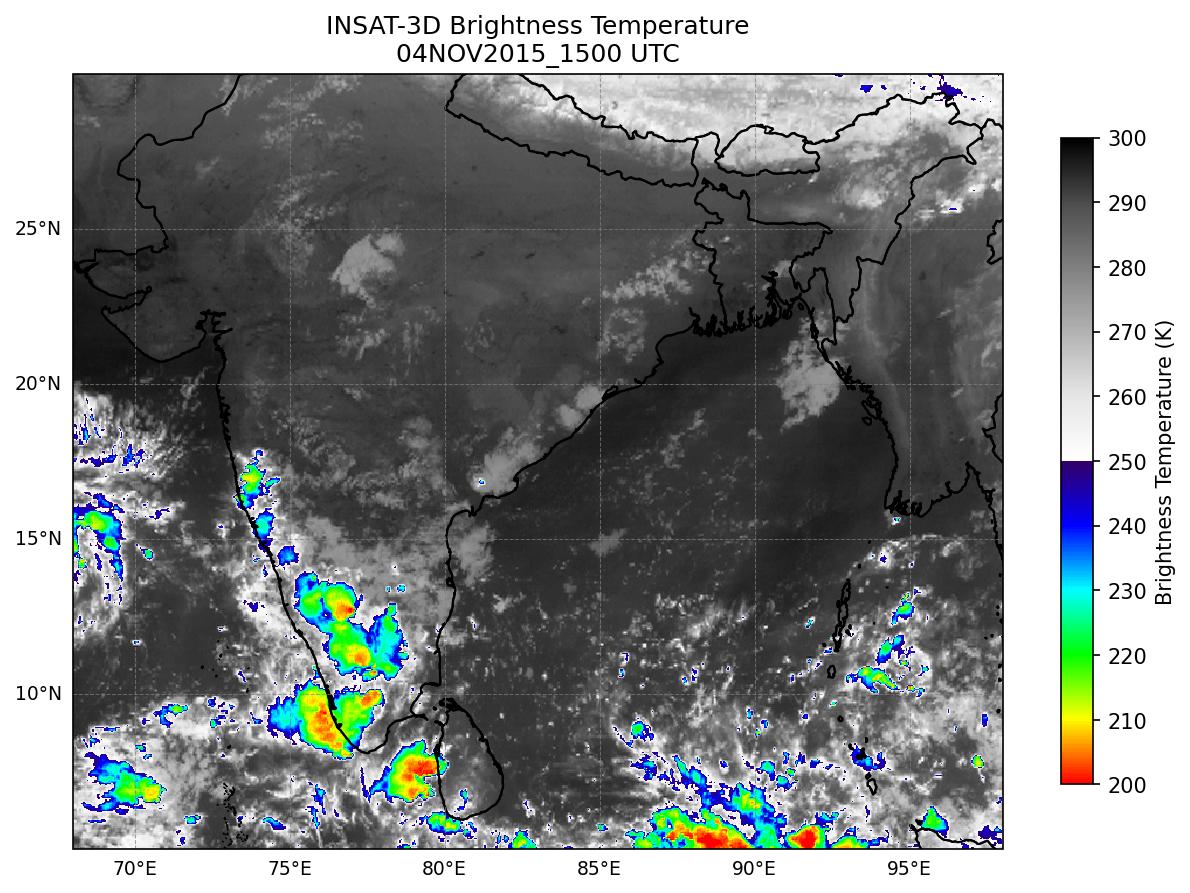 INSAT-3D Brightness Temperature
04NOV2015_1500 UTC
25°N
20°N
15°N
10°N
70°E
75°E
80°E
85°E
90°E
95°E
300
290
280
270
260
250
240
230
220
210
200
Brightness Temperature (K)